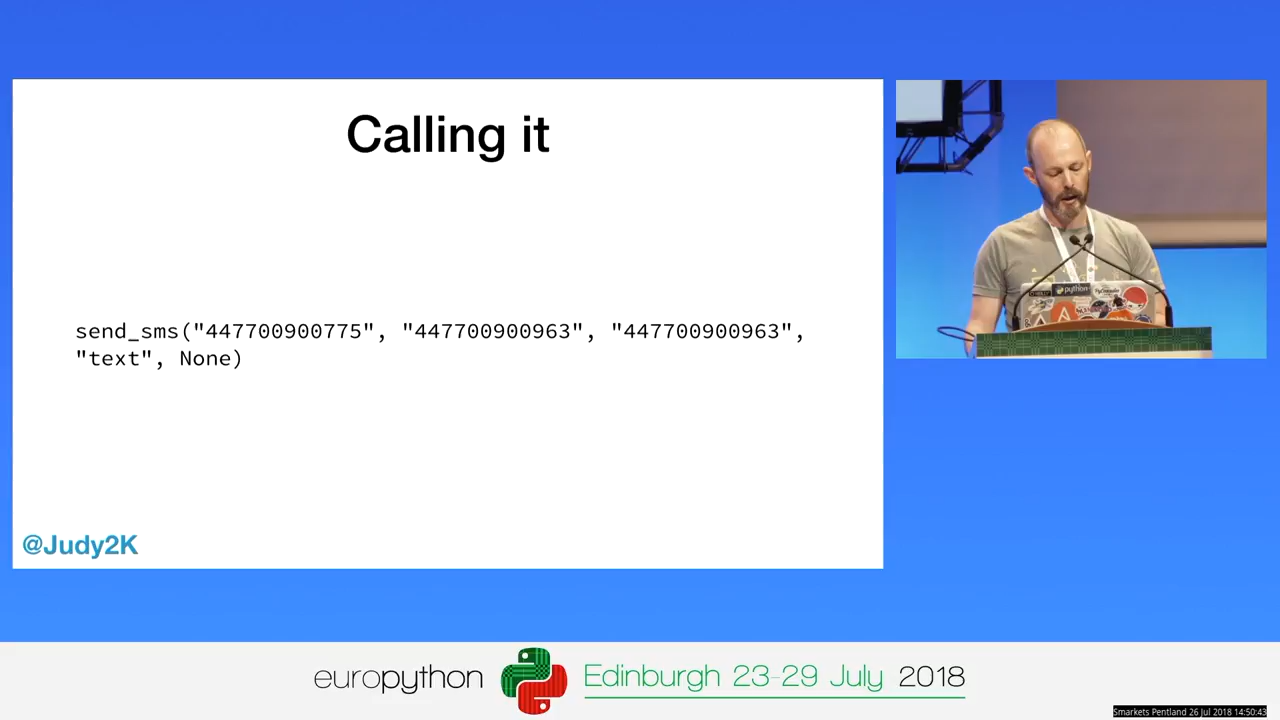 Calling it
send_sms("447700900775", "447700900963", "447700900963",
"text", None)
@Judy2K
python
europython
Edinburgh 23-29 July 2018
Smarkets Pentland 26 Jul 2018 14:50:43